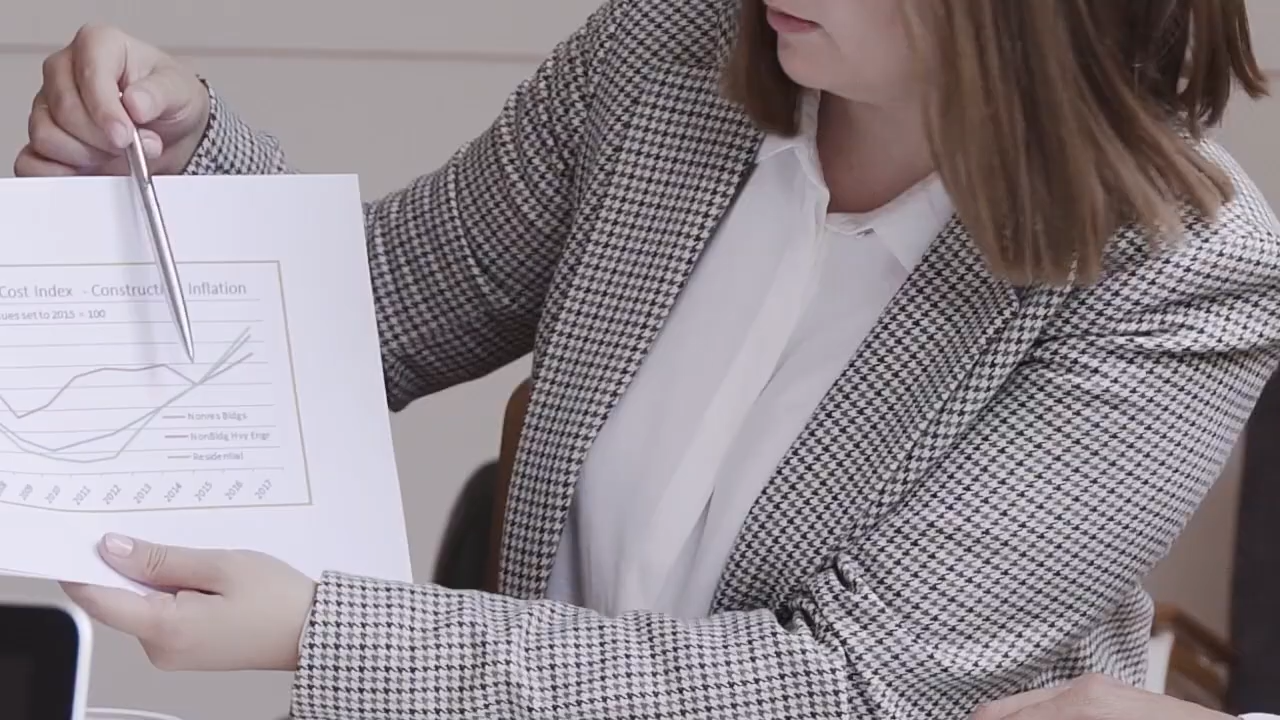 Cost Index - Constructi Inflation
ues set to 2015 = 100
Nonres Bldgs
NonBldg Hvy Engr
Residential
2010 2011 2012 2013 2014 2015 2016 2017